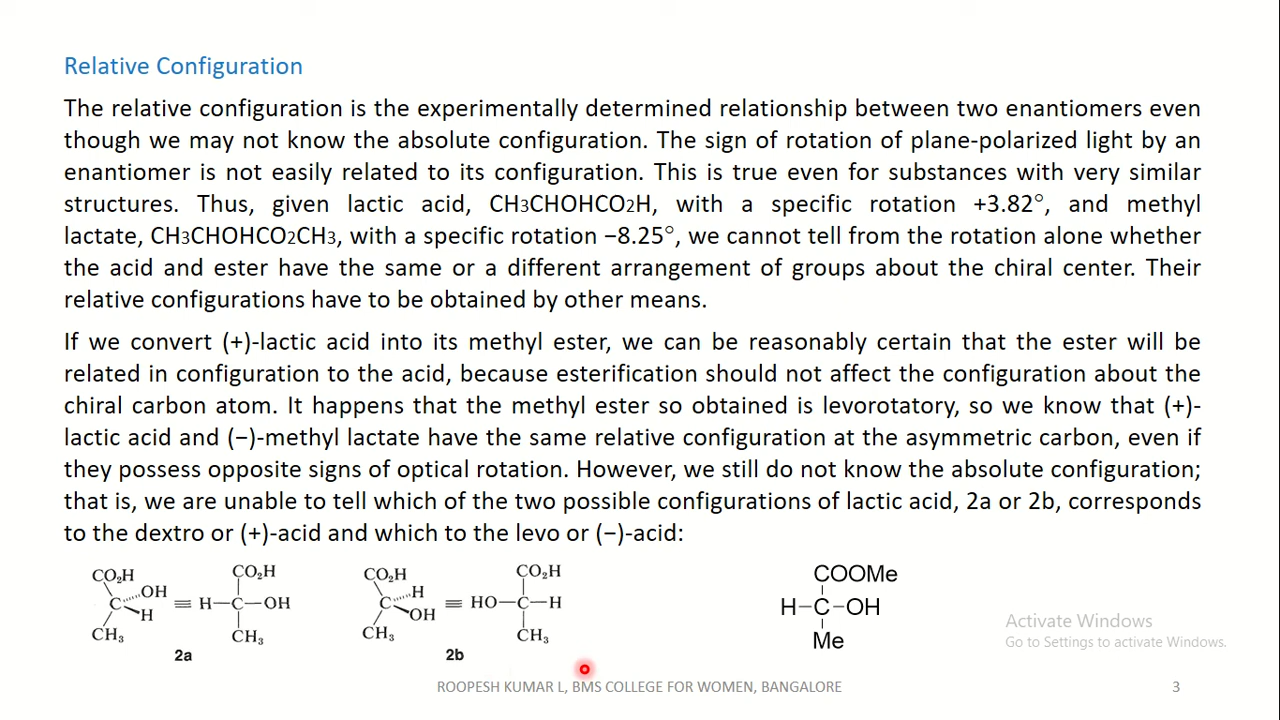 Relative Configuration
The relative configuration is the experimentally determined relationship between two enantiomers even
though we may not know the absolute configuration. The sign of rotation of plane-polarized light by an
enantiomer is not easily related to its configuration. This is true even for substances with very similar
structures. Thus, given lactic acid, CH3CHOHCO2H, with a specific rotation +3.82°, and methyl
lactate, CH3CHOHCO2CH3, with a specific rotation −8.25°, we cannot tell from the rotation alone whether
the acid and ester have the same or a different arrangement of groups about the chiral center. Their
relative configurations have to be obtained by other means.
If we convert (+)-lactic acid into its methyl ester, we can be reasonably certain that the ester will be
related in configuration to the acid, because esterification should not affect the configuration about the
chiral carbon atom. It happens that the methyl ester so obtained is levorotatory, so we know that (+)-
lactic acid and (−)-methyl lactate have the same relative configuration at the asymmetric carbon, even if
they possess opposite signs of optical rotation. However, we still do not know the absolute configuration;
that is, we are unable to tell which of the two possible configurations of lactic acid, 2a or 2b, corresponds
to the dextro or (+)-acid and which to the levo or (−)-acid:
CO₂H CO₂H CO₂H CO₂H COOMe
OH H
C ≡ H—C—OH C ≡ HO—C—H H–C–OH
H OH
CH₃ CH₃ CH₃ CH₃ Me
2a 2b
Activate Windows
Go to Settings to activate Windows.
ROOPESH KUMAR L, BMS COLLEGE FOR WOMEN, BANGALORE 3